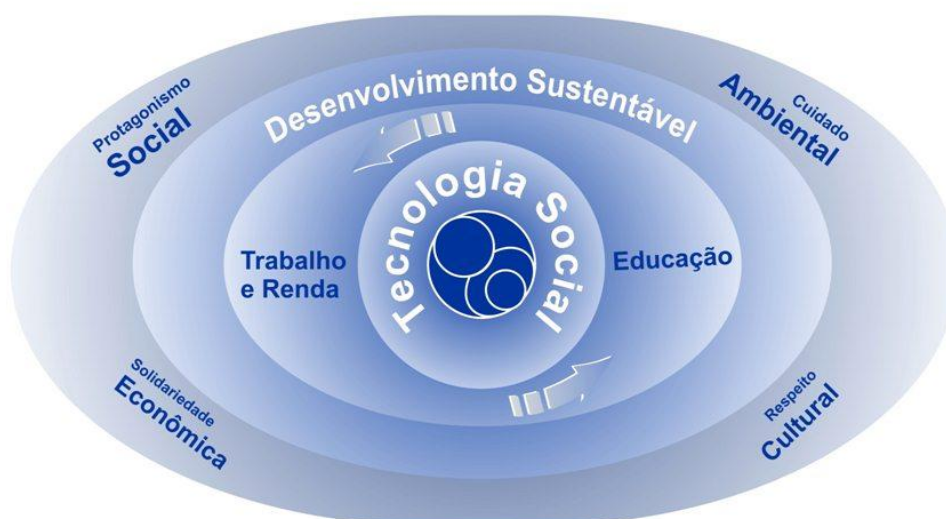 Protagonismo
Social
Desenvolvimento Sustentável
Cuidado
Ambiental
Tecnologia Social
Trabalho
e Renda
Educação
Solidariedade
Econômica
Respeito
Cultural